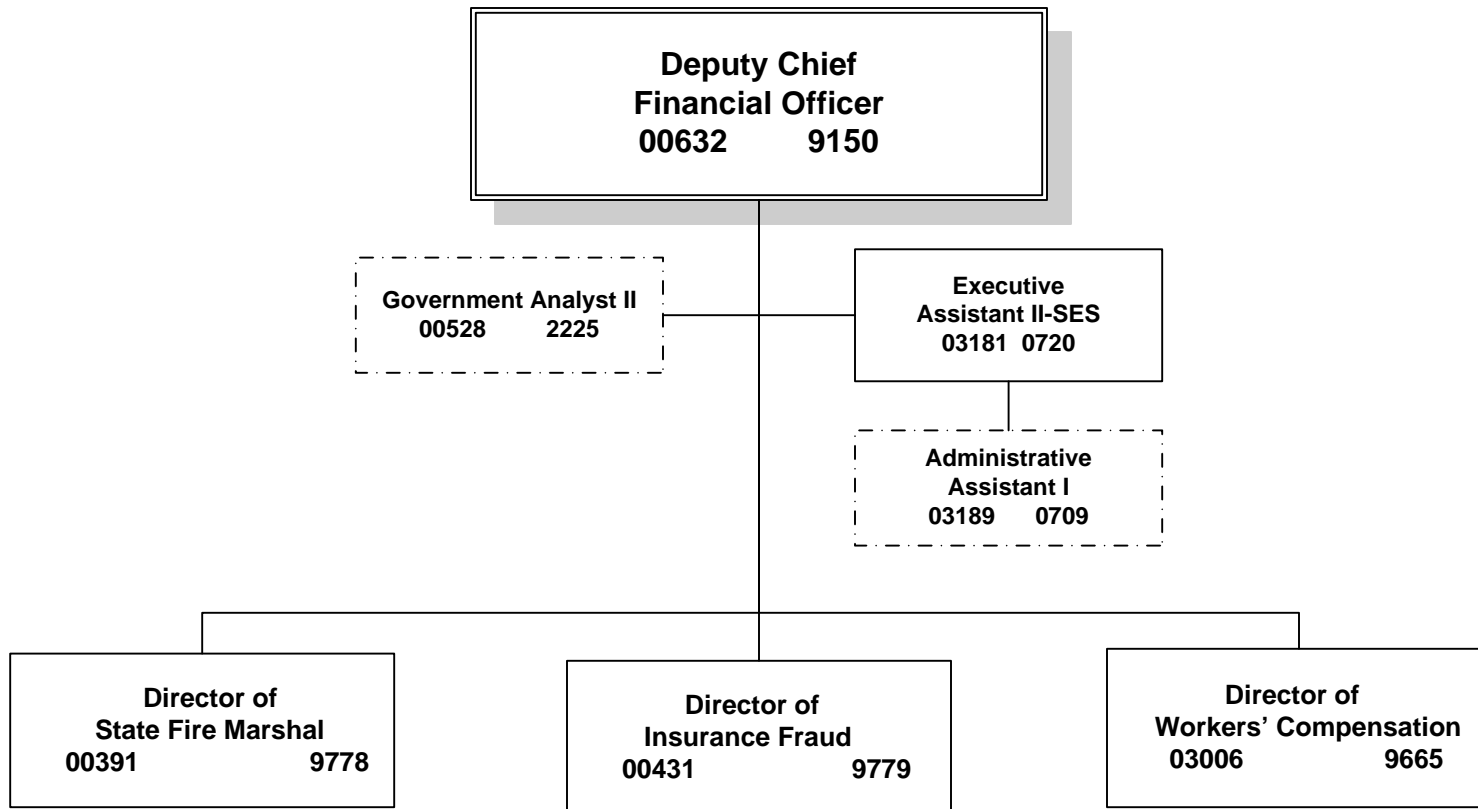 Deputy Chief
Financial Officer
00632 9150
Government Analyst II
00528 2225
Executive
Assistant II-SES
03181 0720
Administrative
Assistant I
03189 0709
Director of
State Fire Marshal
00391 9778
Director of
Insurance Fraud
00431 9779
Director of
Workers’ Compensation
03006 9665